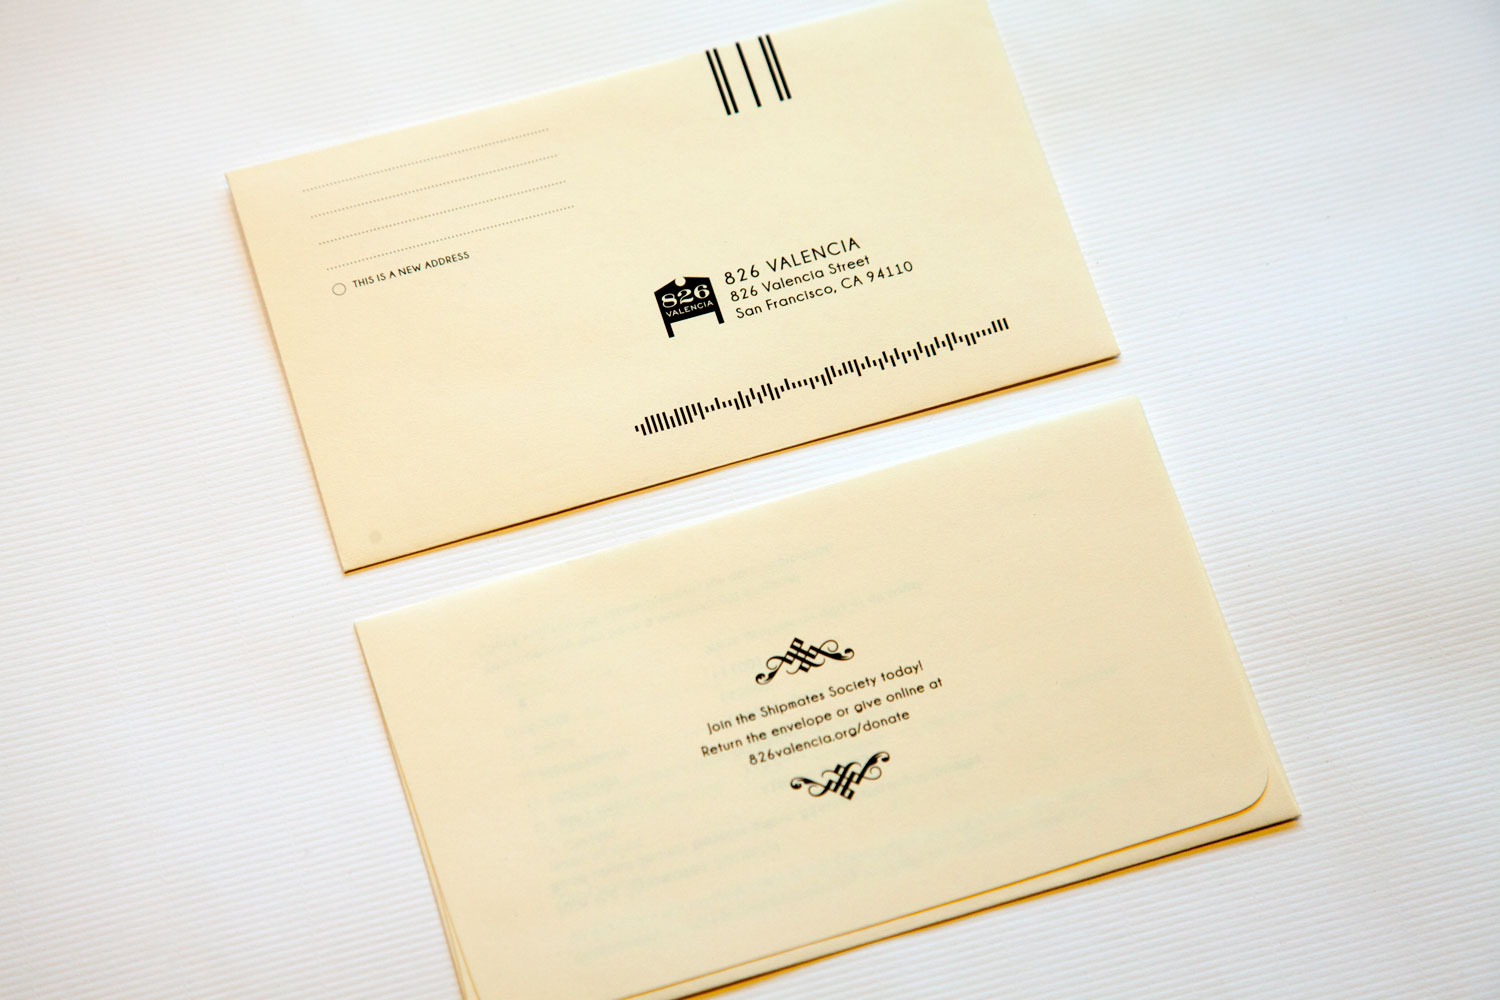 THIS IS A NEW ADDRESS
826
VALENCIA
826 VALENCIA
826 Valencia Street
San Francisco, CA 94110
Join the Shipmates Society today!
Return the envelope or give online at
826valencia.org/donate